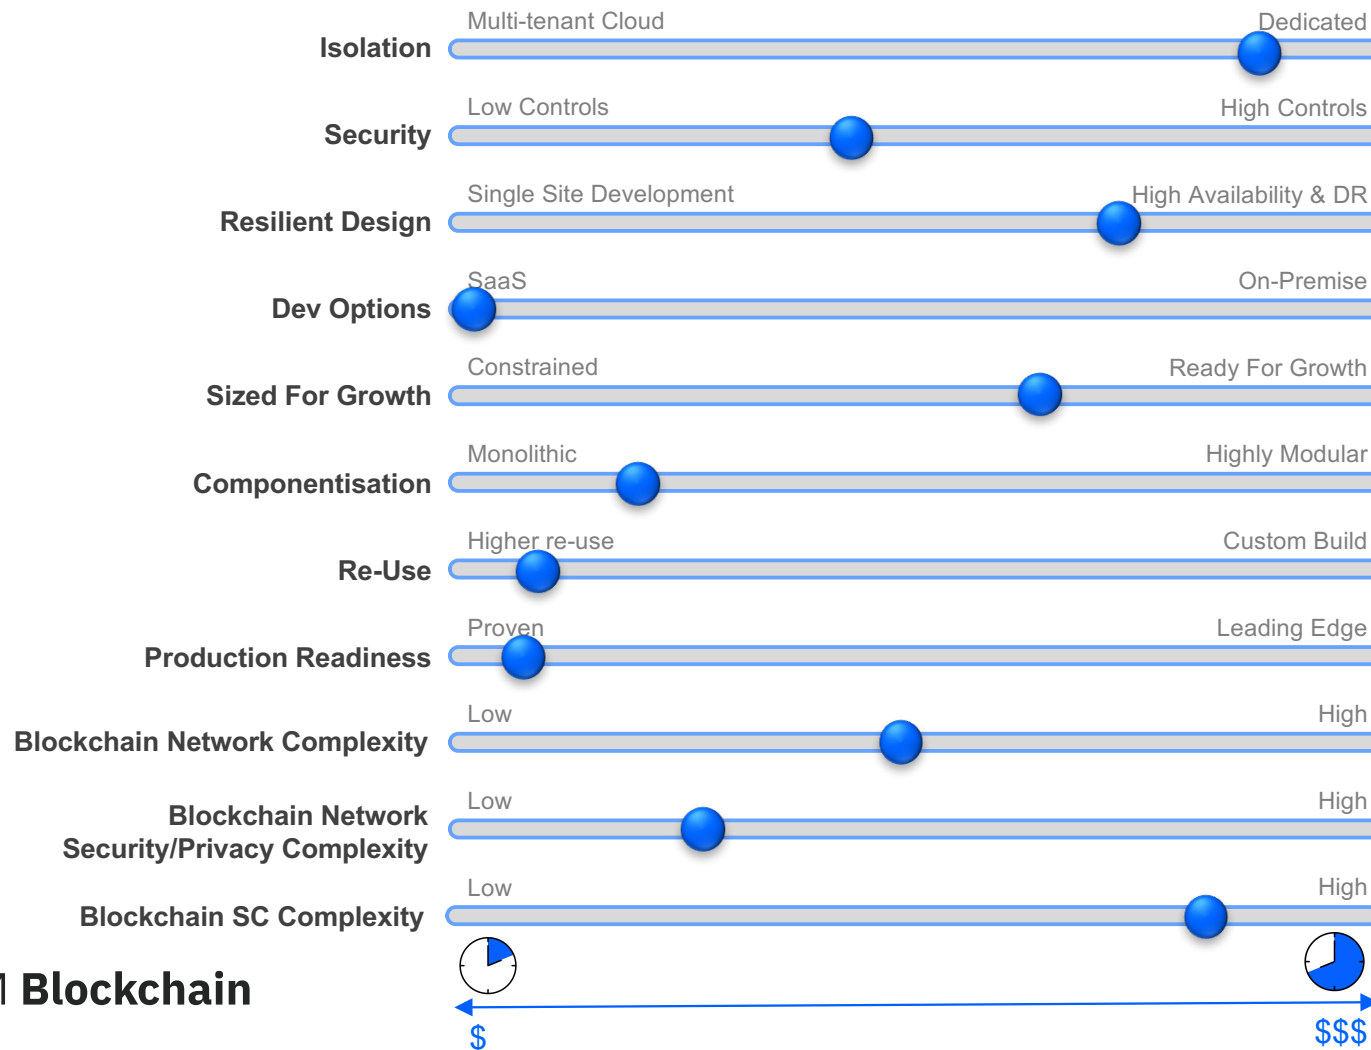 Multi-tenant Cloud
Dedicated
Isolation
Low Controls
High Controls
Security
Single Site Development
High Availability & DR
Resilient Design
SaaS
On-Premise
Dev Options
Constrained
Ready For Growth
Sized For Growth
Monolithic
Highly Modular
Componentisation
Higher re-use
Custom Build
Re-Use
Proven
Leading Edge
Production Readiness
Low
High
Blockchain Network Complexity
Low
High
Blockchain Network
Security/Privacy Complexity
Low
High
Blockchain SC Complexity
Blockchain
$
$$$